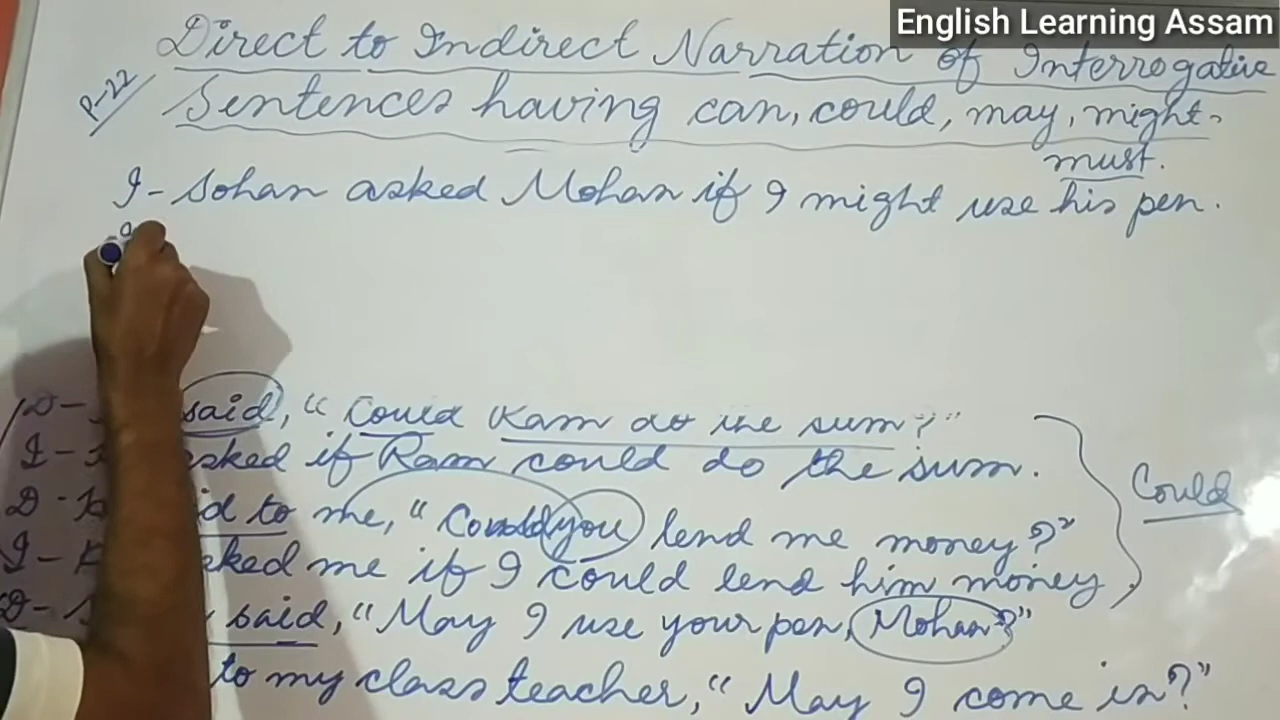 English Learning Assam
Direct to Indirect Narration of Interrogative
P-22
Sentences having can, could, may, might,
must.
I- Sohan asked Mohan if I might use his pen.
D- said, "Could Ram do the sum?"
I- asked if Ram could do the sum.
D- to me, "Could you lend me money?"
I- asked me if I could lend him money
Could
D- said, "May I use your pen, Mohan?"
to my class teacher, "May I come in?"